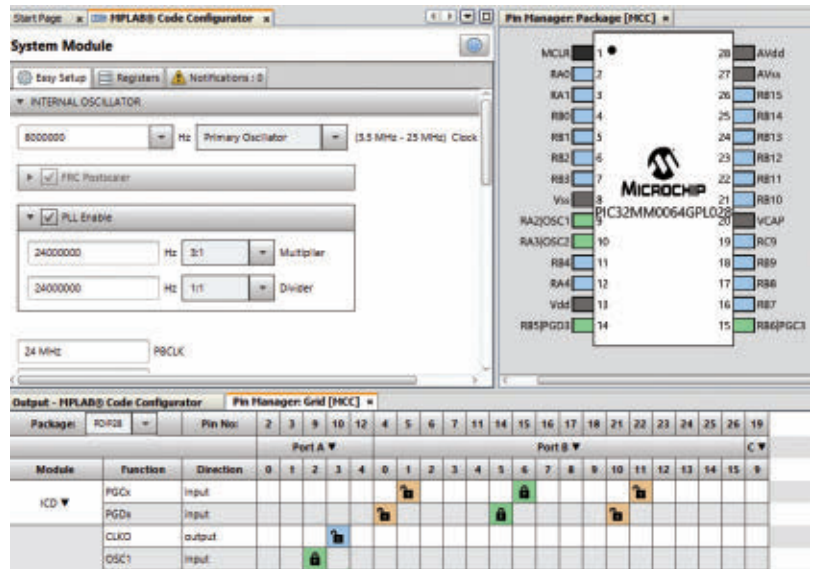 Start Page x MPLAB® Code Configurator x
System Module
Easy Setup Registers Notifications : 0
INTERNAL OSCILLATOR
8000000 Hz Primary Oscillator (3.5 MHz - 25 MHz) Clock
FRC Postscaler
PLL Enable
24000000 Hz 3:1 Multiplier
24000000 Hz 1:1 Divider
24 MHz PBCLK
Pin Manager: Package [MCC] x
MCLR 1 28 AVdd
RA0 2 27 AVss
RA1 3 26 RB15
RB0 4 25 RB14
RB1 5 24 RB13
RB2 6 23 RB12
RB3 7 22 RB11
Vss 8 21 RB10
RA2|OSC1 9 20 VCAP
RA3|OSC2 10 19 RC9
RB4 11 18 RB9
RA4 12 17 RB8
Vdd 13 16 RB7
RB5|PGD3 14 15 RB6|PGC3
MICROCHIP
PIC32MM0064GPL028
Output - MPLAB® Code Configurator Pin Manager: Grid [MCC] x
Package: PDIP28 Pin No: 2 3 9 10 12 4 5 6 7 11 14 15 16 17 18 21 22 23 24 25 26 19
Port A ▼ Port B ▼ C ▼
Module Function Direction 0 1 2 3 4 0 1 2 3 4 5 6 7 8 9 10 11 12 13 14 15 9
ICD ▼ PGCx input
PGDx input
CLKO output
OSC1 input